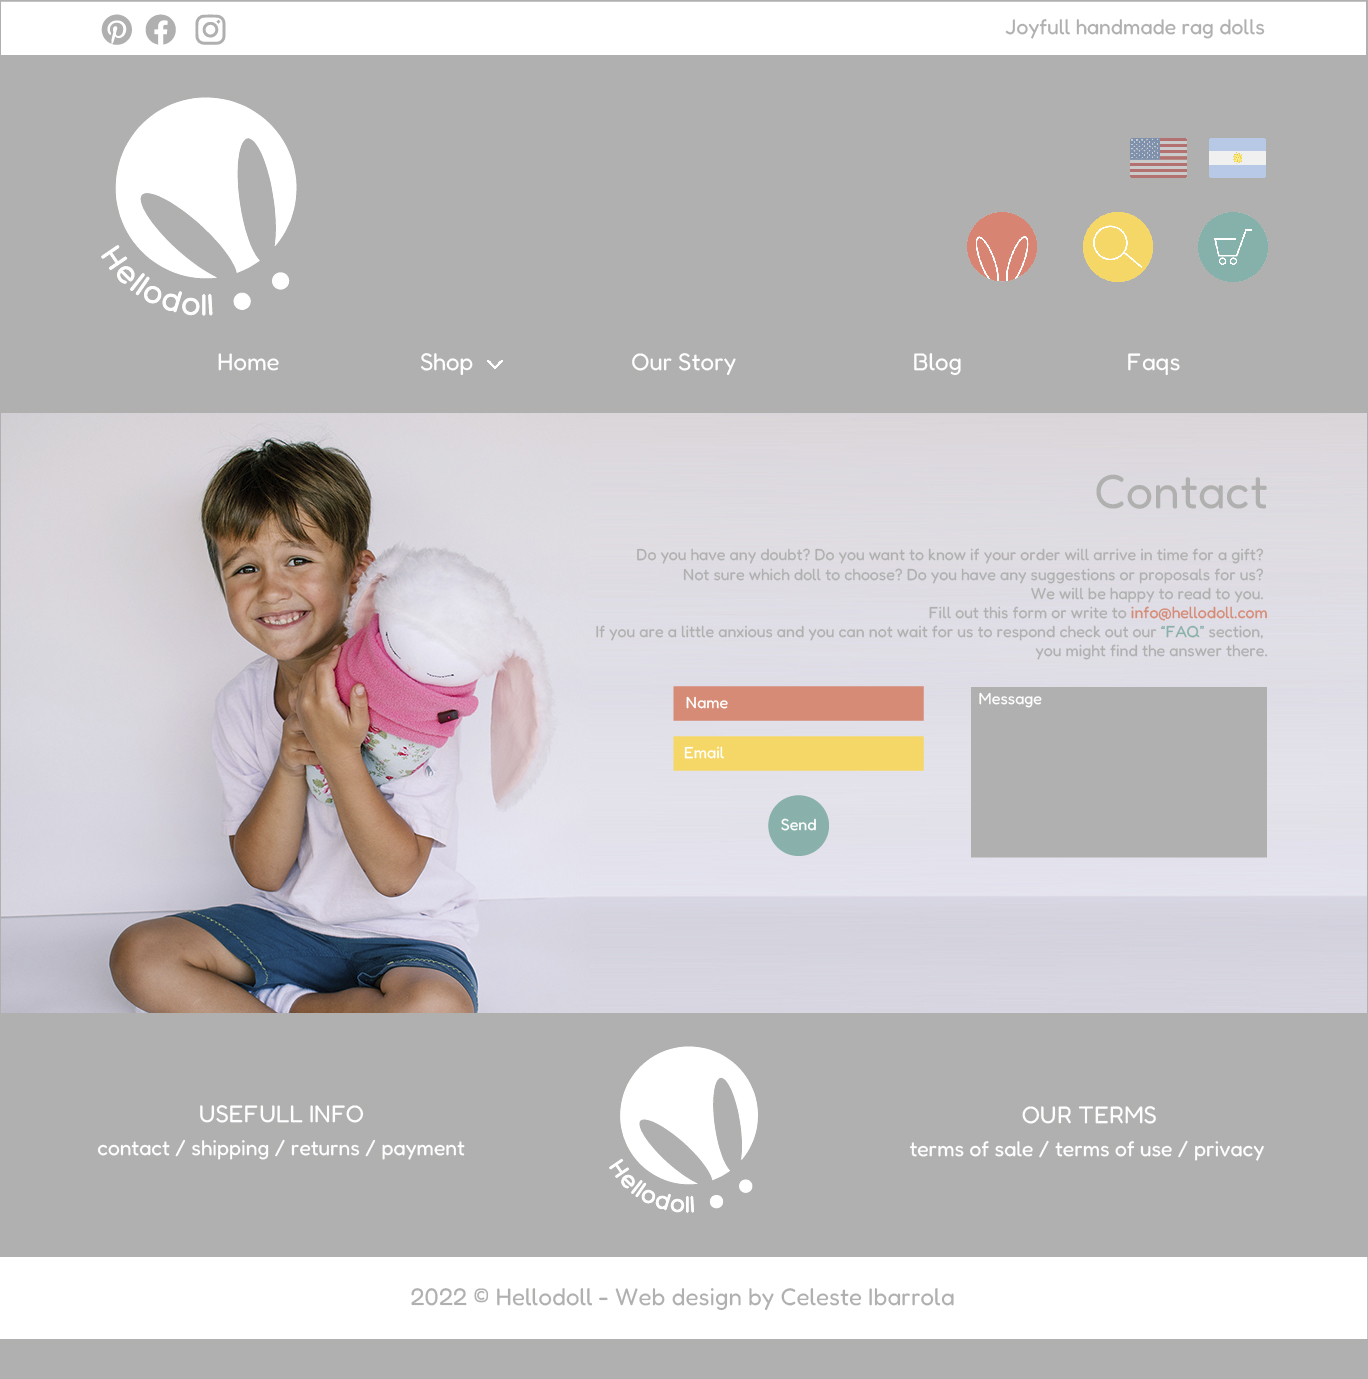 Joyfull handmade rag dolls
Hellodoll
Home
Shop
Our Story
Blog
Faqs
Contact
Do you have any doubt? Do you want to know if your order will arrive in time for a gift?
Not sure which doll to choose? Do you have any suggestions or proposals for us?
We will be happy to read to you.
Fill out this form or write to info@hellodoll.com
If you are a little anxious and you can not wait for us to respond check out our "FAQ" section,
you might find the answer there.
Name
Message
Email
Send
USEFULL INFO
contact / shipping / returns / payment
Hellodoll
OUR TERMS
terms of sale / terms of use / privacy
2022 © Hellodoll - Web design by Celeste Ibarrola